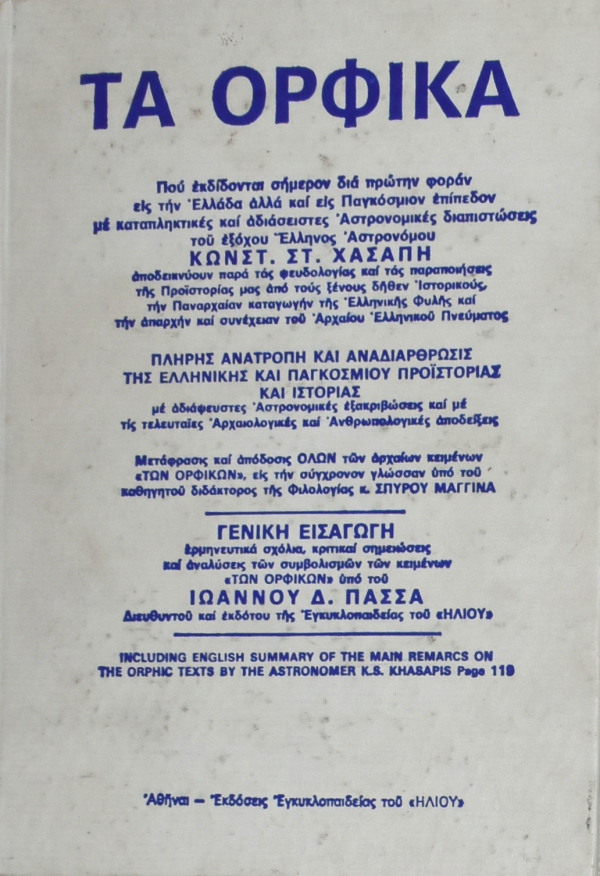 ΤΑ ΟΡΦΙΚΑ
Πού ἐκδίδονται σήμερον διά πρώτην φοράν
εἰς τήν Ἑλλάδα ἀλλά καί εἰς Παγκόσμιον ἐπίπεδον
μέ καταπληκτικές καί ἀδιάσειστες Ἀστρονομικές διαπιστώσεις
τοῦ ἐξόχου Ἕλληνος Ἀστρονόμου
ΚΩΝΣΤ. ΣΤ. ΧΑΣΑΠΗ
ἀποδεικνύουν παρά τάς ψευδολογίας καί τάς παραποιήσεις
τῆς Προϊστορίας μας ἀπό τούς ξένους δῆθεν Ἱστορικούς,
τήν Παναρχαίαν καταγωγήν τῆς Ἑλληνικῆς Φυλῆς καί
τήν ἀπαρχήν καί συνέχειαν τοῦ Ἀρχαίου Ἑλληνικοῦ Πνεύματος
ΠΛΗΡΗΣ ΑΝΑΤΡΟΠΗ ΚΑΙ ΑΝΑΔΙΑΡΘΡΩΣΙΣ
ΤΗΣ ΕΛΛΗΝΙΚΗΣ ΚΑΙ ΠΑΓΚΟΣΜΙΟΥ ΠΡΟΪΣΤΟΡΙΑΣ
ΚΑΙ ΙΣΤΟΡΙΑΣ
μέ ἀδιάψευστες Ἀστρονομικές ἐξακριβώσεις καί μέ
τίς τελευταῖες Ἀρχαιολογικές καί Ἀνθρωπολογικές ἀποδείξεις
Μετάφρασις καί ἀπόδοσις ΟΛΩΝ τῶν ἀρχαίων κειμένων
«ΤΩΝ ΟΡΦΙΚΩΝ», εἰς τήν σύγχρονον γλῶσσαν ὑπό τοῦ
καθηγητοῦ διδάκτορος τῆς Φιλολογίας κ. ΣΠΥΡΟΥ ΜΑΓΓΙΝΑ
ΓΕΝΙΚΗ ΕΙΣΑΓΩΓΗ
ἑρμηνευτικά σχόλια, κριτικαί σημειώσεις
καί ἀναλύσεις τῶν συμβολισμῶν τῶν κειμένων
«ΤΩΝ ΟΡΦΙΚΩΝ» ὑπό τοῦ
ΙΩΑΝΝΟΥ Δ. ΠΑΣΣΑ
Διευθυντοῦ καί ἐκδότου τῆς Ἐγκυκλοπαιδείας τοῦ «ΗΛΙΟΥ»
INCLUDING ENGLISH SUMMARY OF THE MAIN REMARCS ON
THE ORPHIC TEXTS BY THE ASTRONOMER K.S. KHASAPIS Page 119
Ἀθῆναι – Ἐκδόσεις Ἐγκυκλοπαιδείας τοῦ «ΗΛΙΟΥ»